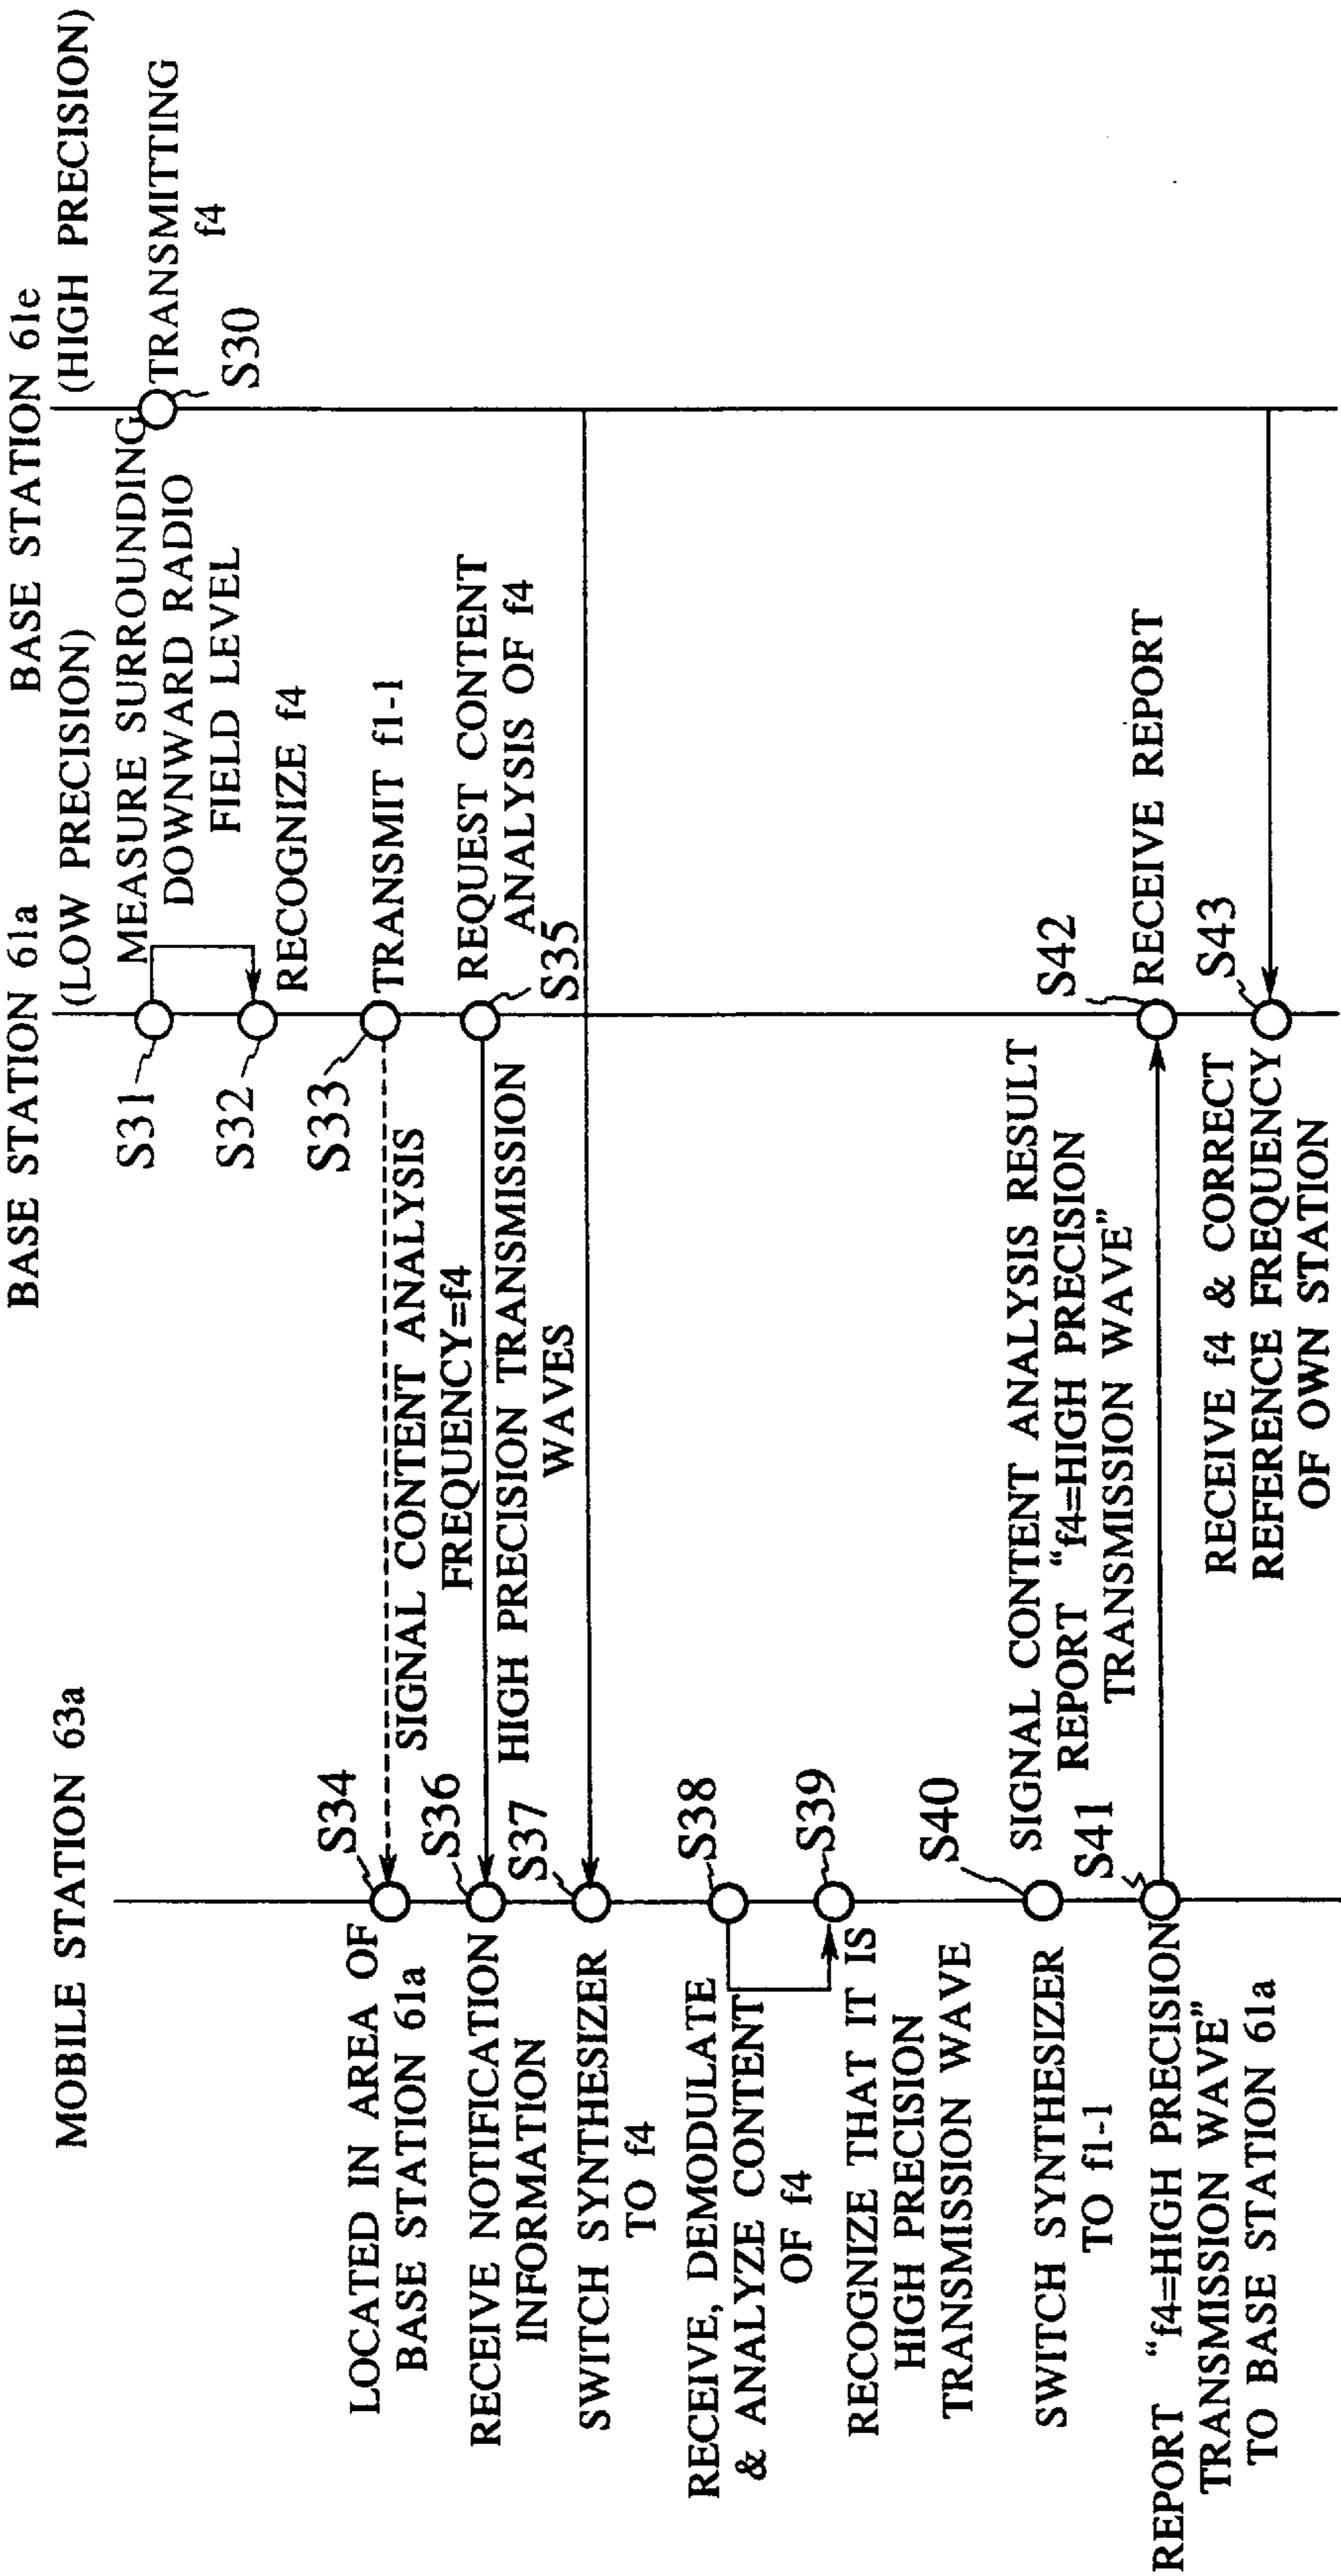 MOBILE STATION 63a
BASE STATION 61a
(LOW PRECISION)
BASE STATION 61e
(HIGH PRECISION)
TRANSMITTING
f4
S30
S31
MEASURE SURROUNDING
DOWNWARD RADIO
FIELD LEVEL
S32
RECOGNIZE f4
S33
TRANSMIT f1-1
LOCATED IN AREA OF
BASE STATION 61a
S34
SIGNAL CONTENT ANALYSIS
FREQUENCY=f4
REQUEST CONTENT
ANALYSIS OF f4
S35
RECEIVE NOTIFICATION
INFORMATION
S36
HIGH PRECISION TRANSMISSION
WAVES
SWITCH SYNTHESIZER
TO f4
S37
RECEIVE, DEMODULATE
& ANALYZE CONTENT
OF f4
S38
RECOGNIZE THAT IT IS
HIGH PRECISION
TRANSMISSION WAVE
S39
SWITCH SYNTHESIZER
TO f1-1
S40
SIGNAL CONTENT ANALYSIS RESULT
REPORT “f4=HIGH PRECISION
TRANSMISSION WAVE”
REPORT “f4=HIGH PRECISION
TRANSMISSION WAVE”
TO BASE STATION 61a
S41
S42
RECEIVE REPORT
RECEIVE f4 & CORRECT
REFERENCE FREQUENCY
OF OWN STATION
S43